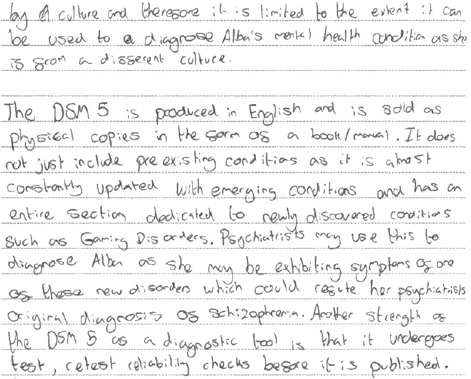 by a culture and therefore it is limited to the extent it can
be used to a diagnose Alba's mental health condition as she
is from a different culture.
The DSM 5 is produced in English and is sold as
physical copies in the form of a book/manual. It does
not just include pre existing conditions as it is almost
constantly updated with emerging conditions and has an
entire section dedicated to newly discovered conditions
such as Gaming Disorders. Psychiatrists may use this to
diagnose Alba as she may be exhibiting symptoms of one
of these new disorders which could refute her psychiatrists
original diagnosis of schizophrenia. Another strength of
the DSM 5 as a diagnostic tool is that it undergoes
test, retest reliability checks before it is published.